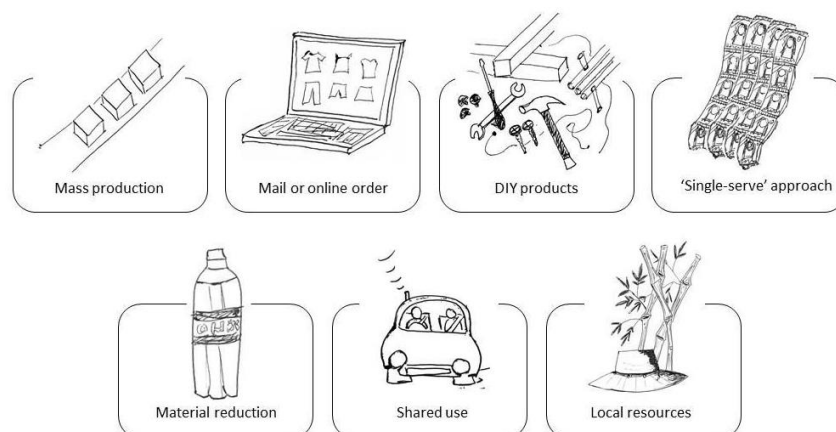 Mass production
Mail or online order
DIY products
‘Single-serve’ approach
Material reduction
Shared use
Local resources